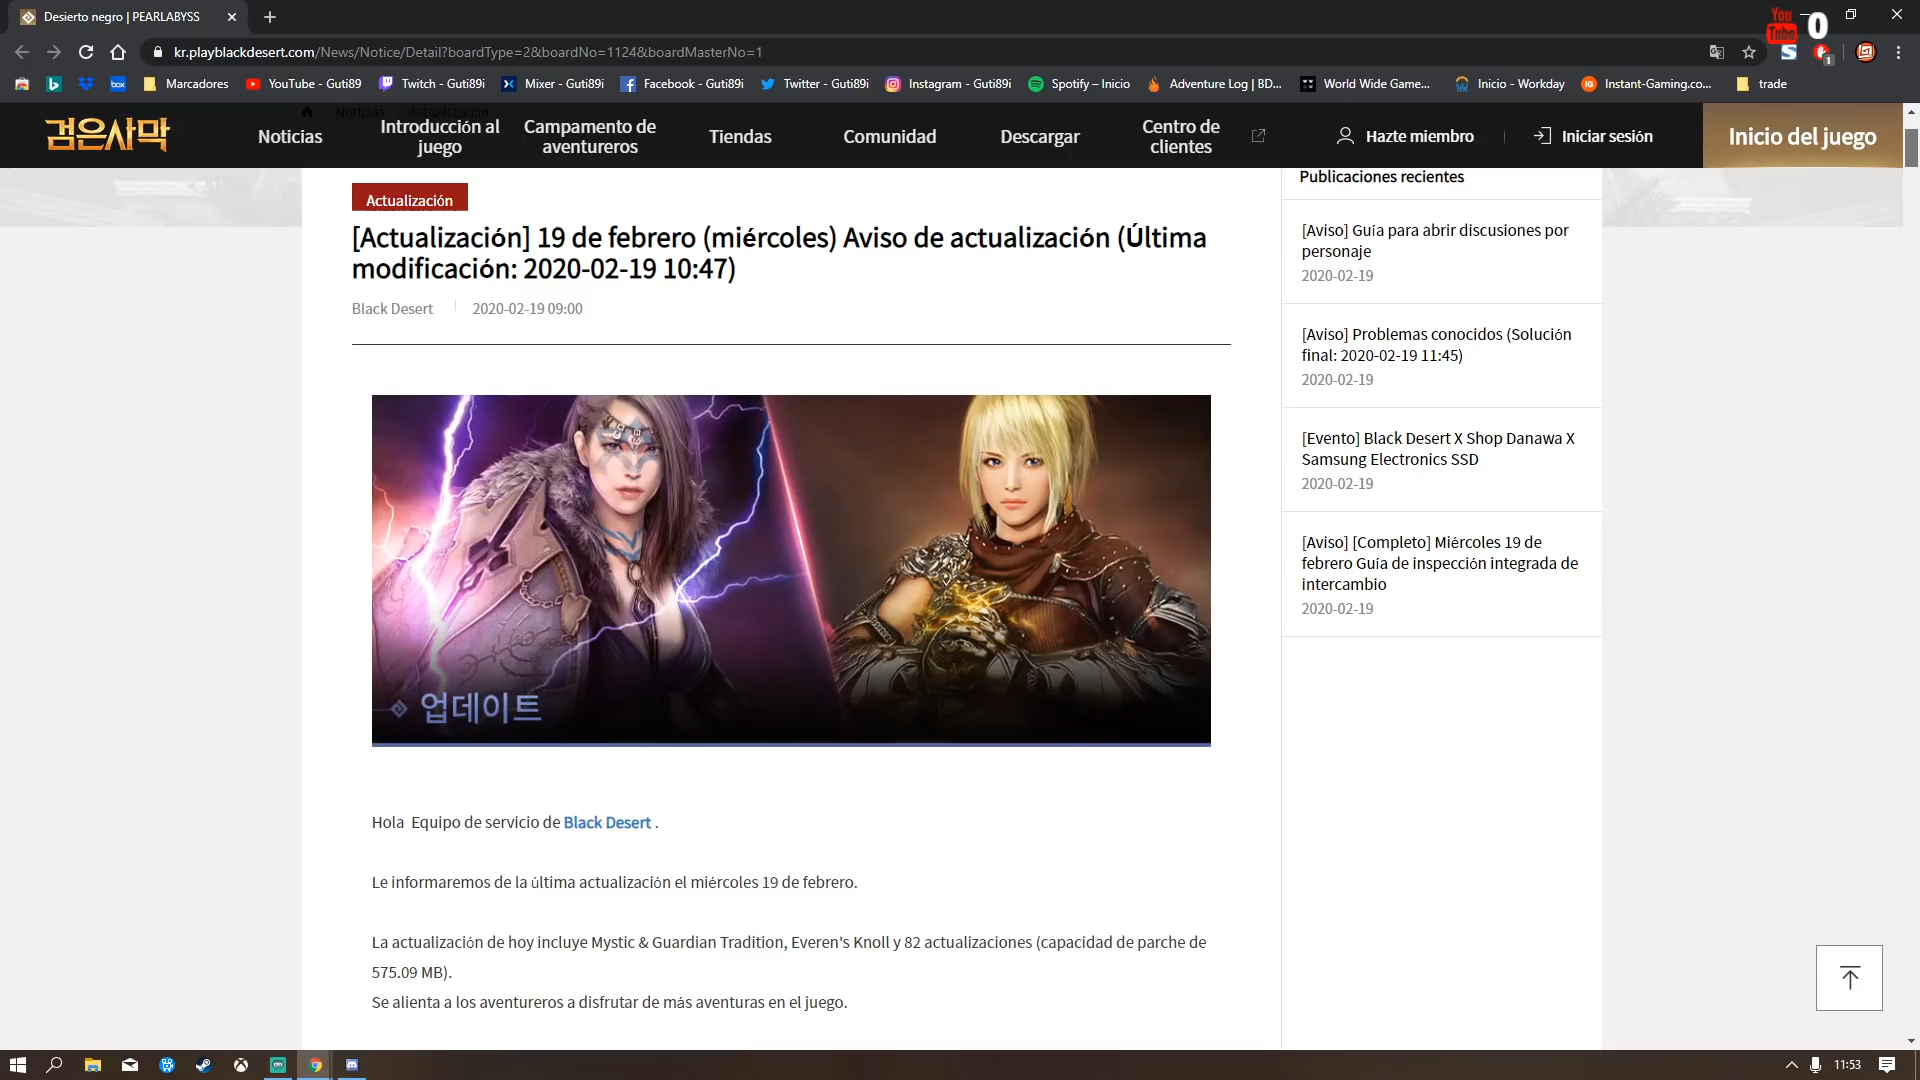 Desierto negro | PEARLABYSS
You
Tube
0
kr.playblackdesert.com/News/Notice/Detail?boardType=2&boardNo=1124&boardMasterNo=1
1
box
Marcadores
YouTube - Guti89
Twitch - Guti89i
Mixer - Guti89i
Facebook - Guti89i
Twitter - Guti89i
Instagram - Guti89i
Spotify – Inicio
Adventure Log | BD...
World Wide Game...
Inicio - Workday
IG
Instant-Gaming.co...
trade
Noticias
Actualización
검은사막
Noticias
Introducción al
juego
Campamento de
aventureros
Tiendas
Comunidad
Descargar
Centro de
clientes
Hazte miembro
Iniciar sesión
Inicio del juego
Actualización
[Actualización] 19 de febrero (miércoles) Aviso de actualización (Última
modificación: 2020-02-19 10:47)
Black Desert
2020-02-19 09:00
업데이트
Hola  Equipo de servicio de Black Desert .
Le informaremos de la última actualización el miércoles 19 de febrero.
La actualización de hoy incluye Mystic & Guardian Tradition, Everen's Knoll y 82 actualizaciones (capacidad de parche de
575.09 MB).
Se alienta a los aventureros a disfrutar de más aventuras en el juego.
Publicaciones recientes
[Aviso] Guía para abrir discusiones por
personaje
2020-02-19
[Aviso] Problemas conocidos (Solución
final: 2020-02-19 11:45)
2020-02-19
[Evento] Black Desert X Shop Danawa X
Samsung Electronics SSD
2020-02-19
[Aviso] [Completo] Miércoles 19 de
febrero Guía de inspección integrada de
intercambio
2020-02-19
11:53